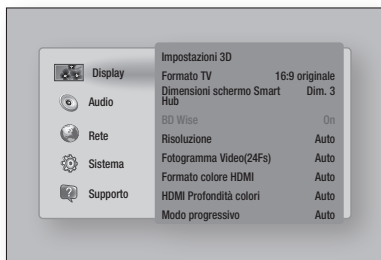 Display
Audio
Rete
Sistema
Supporto
Impostazioni 3D
Formato TV 16:9 originale
Dimensioni schermo Smart Dim. 3
Hub
BD Wise On
Risoluzione Auto
Fotogramma Video(24Fs) Auto
Formato colore HDMI Auto
HDMI Profondità colori Auto
Modo progressivo Auto